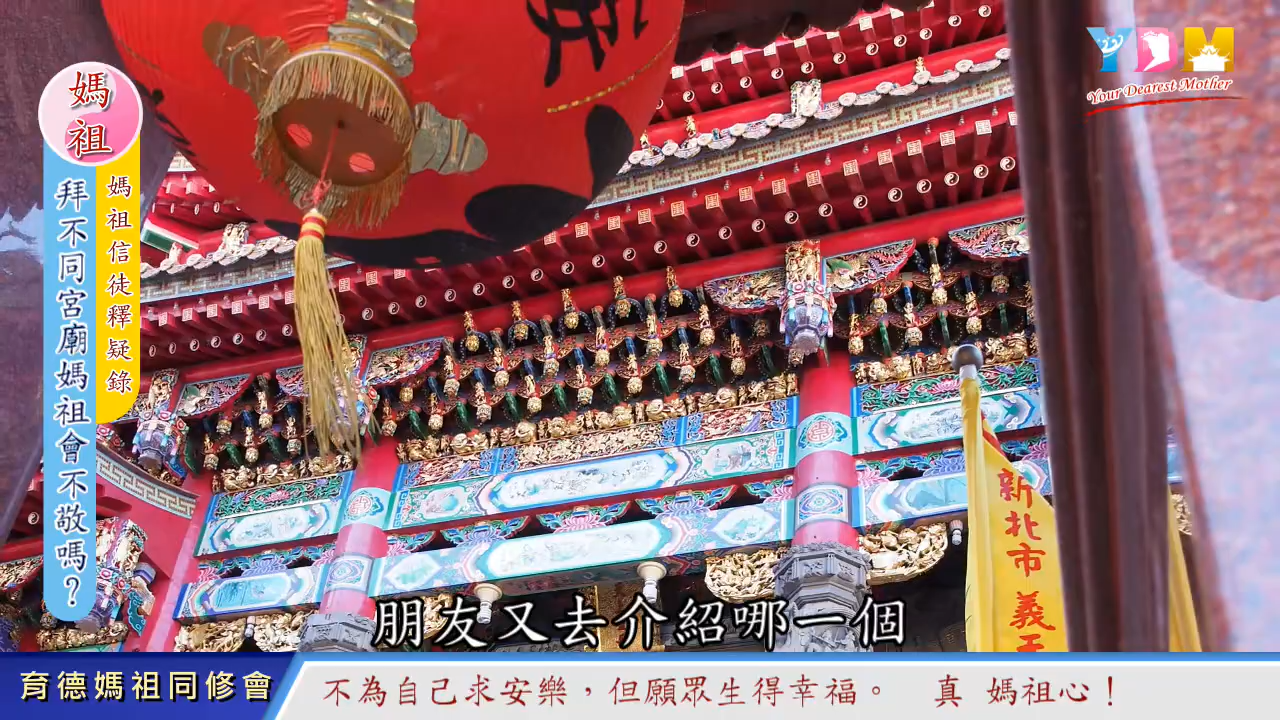 YDM
Your Dearest Mother
媽祖
媽祖信徒釋疑錄
拜不同宮廟媽祖會不敬嗎？
新北市 義
朋友又去介紹哪一個
育德媽祖同修會
不為自己求安樂，但願眾生得幸福。 真 媽祖心！